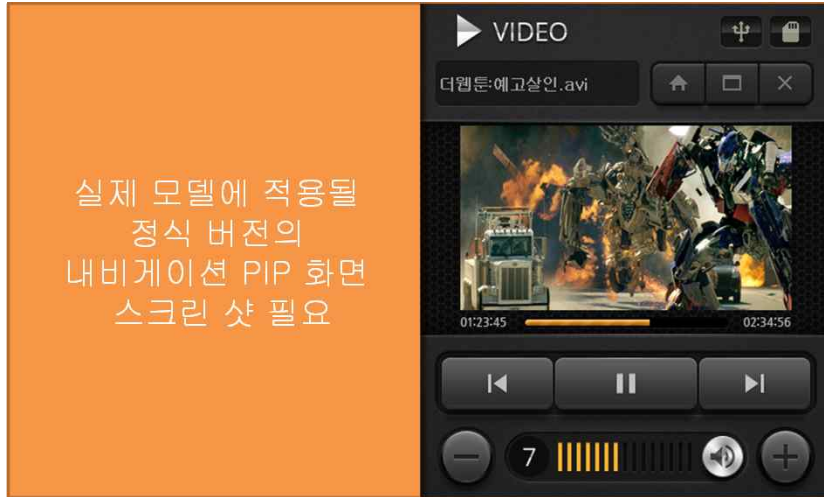 실제 모델에 적용될
정식 버전의
내비게이션 PIP 화면
스크린 샷 필요
VIDEO
더웹툰:예고살인.avi
01:23:45
02:34:56
7